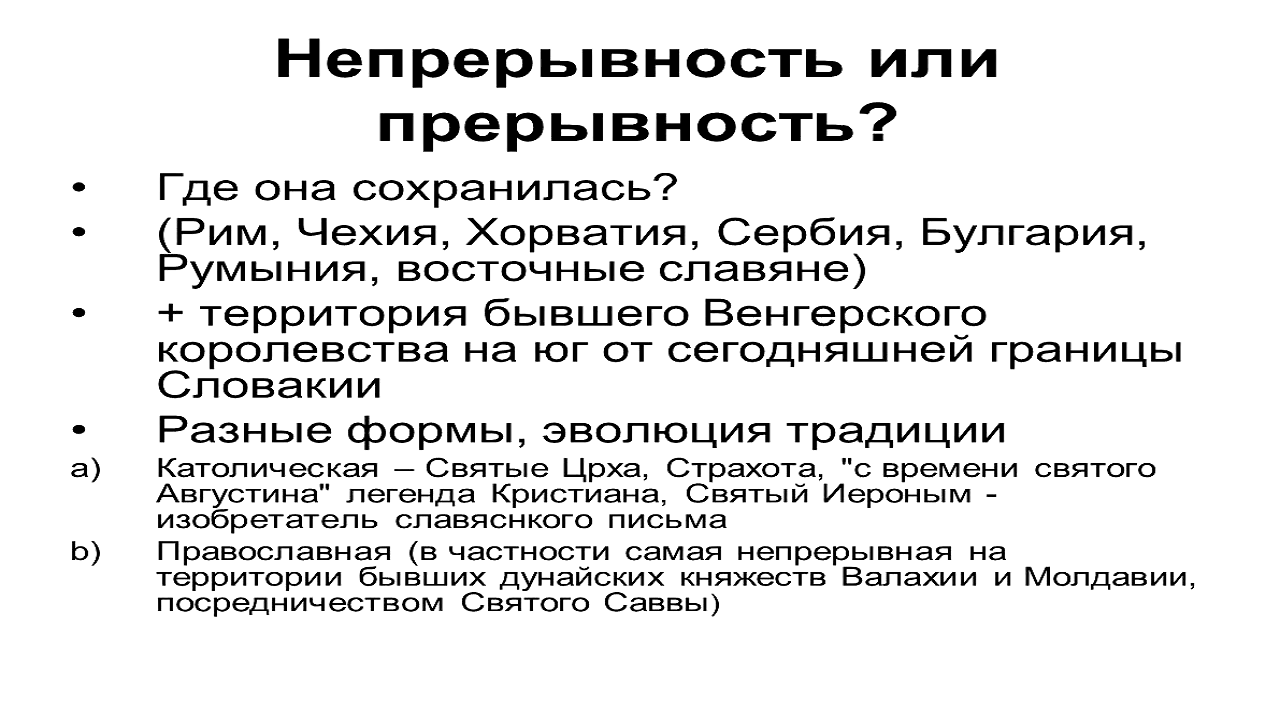 Непрерывность или
прерывность?
• Где она сохранилась?
• (Рим, Чехия, Хорватия, Сербия, Булгария,
Румыния, восточные славяне)
• + территория бывшего Венгерского
королевства на юг от сегодняшней границы
Словакии
• Разные формы, эволюция традиции
a) Католическая – Святые Црха, Страхота, "с времени святого
Августина" легенда Кристиана, Святый Иероным -
изобретатель славяснкого письма
b) Православная (в частности самая непрерывная на
территории бывших дунайских княжеств Валахии и Молдавии,
посредничеством Святого Саввы)